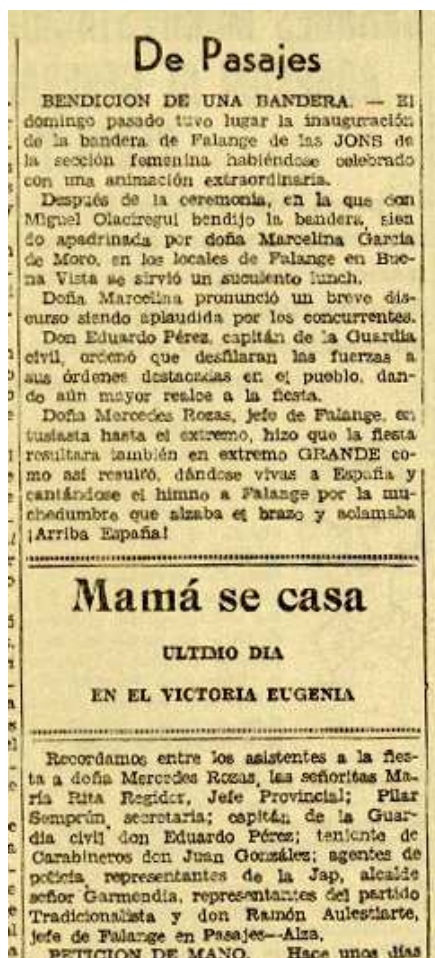 De Pasajes
BENDICION DE UNA BANDERA. — El
domingo pasado tuvo lugar la inauguración
de la bandera de Falange de las JONS de
la sección femenina habiéndose celebrado
con una animación extraordinaria.
Después de la ceremonia, en la que don
Miguel Olaciregui bendijo la bandera, sien
do apadrinada por doña Marcelina García
de Moro, en los locales de Falange en Bue
na Vista se sirvió un suculento lunch.
Doña Marcelina pronunció un breve dis-
curso siendo aplaudida por los concurrentes.
Don Eduardo Pérez, capitán de la Guardia
civil, ordenó que desfilaran las fuerzas a
sus órdenes destacadas en el pueblo, dan-
do aún mayor realce a la fiesta.
Doña Mercedes Rozas, jefe de Falange, en
tusiasta hasta el extremo, hizo que la fiesta
resultara también en extremo GRANDE co-
mo así resultó, dándose vivas a España y
cantándose el himno a Falange por la mu-
chedumbre que alzaba el brazo y aclamaba
¡Arriba España!
Mamá se casa
ULTIMO DIA
EN EL VICTORIA EUGENIA
Recordamos entre los asistentes a la fies-
ta a doña Mercedes Rozas, las señoritas Ma-
ría Rita Regidor, Jefe Provincial; Pilar
Semprún, secretaria; capitán de la Guar-
dia civil don Eduardo Pérez; teniente de
Carabineros don Juan González; agentes de
policía, representantes de la Jap, alcalde
señor Garmendia, representantes del partido
Tradicionalista y don Ramón Aulestiarte,
jefe de Falange en Pasajes—Alza.
PETICION DE MANO. Hace unos días